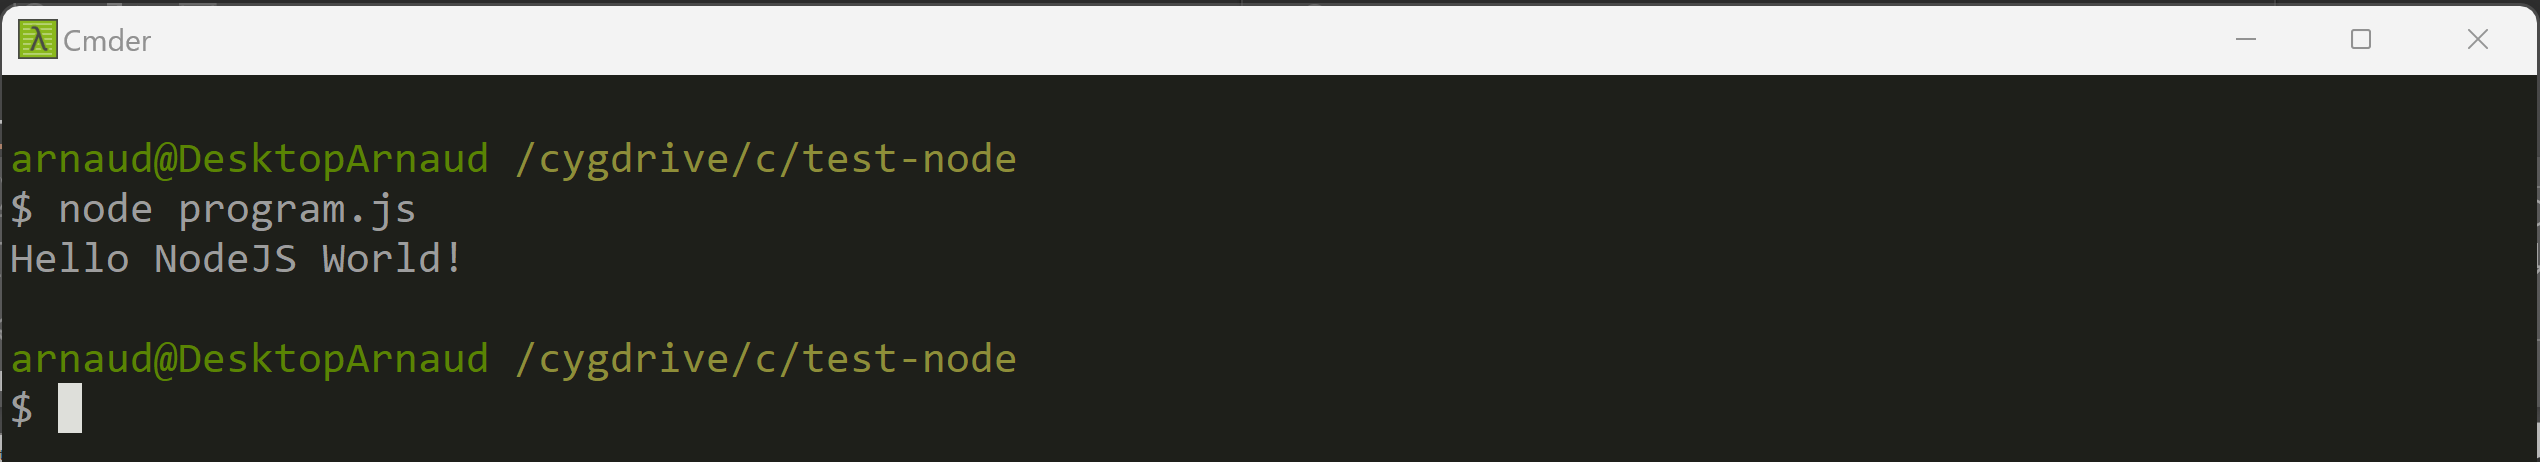 λ Cmder
arnaud@DesktopArnaud /cygdrive/c/test-node
$ node program.js
Hello NodeJS World!
arnaud@DesktopArnaud /cygdrive/c/test-node
$